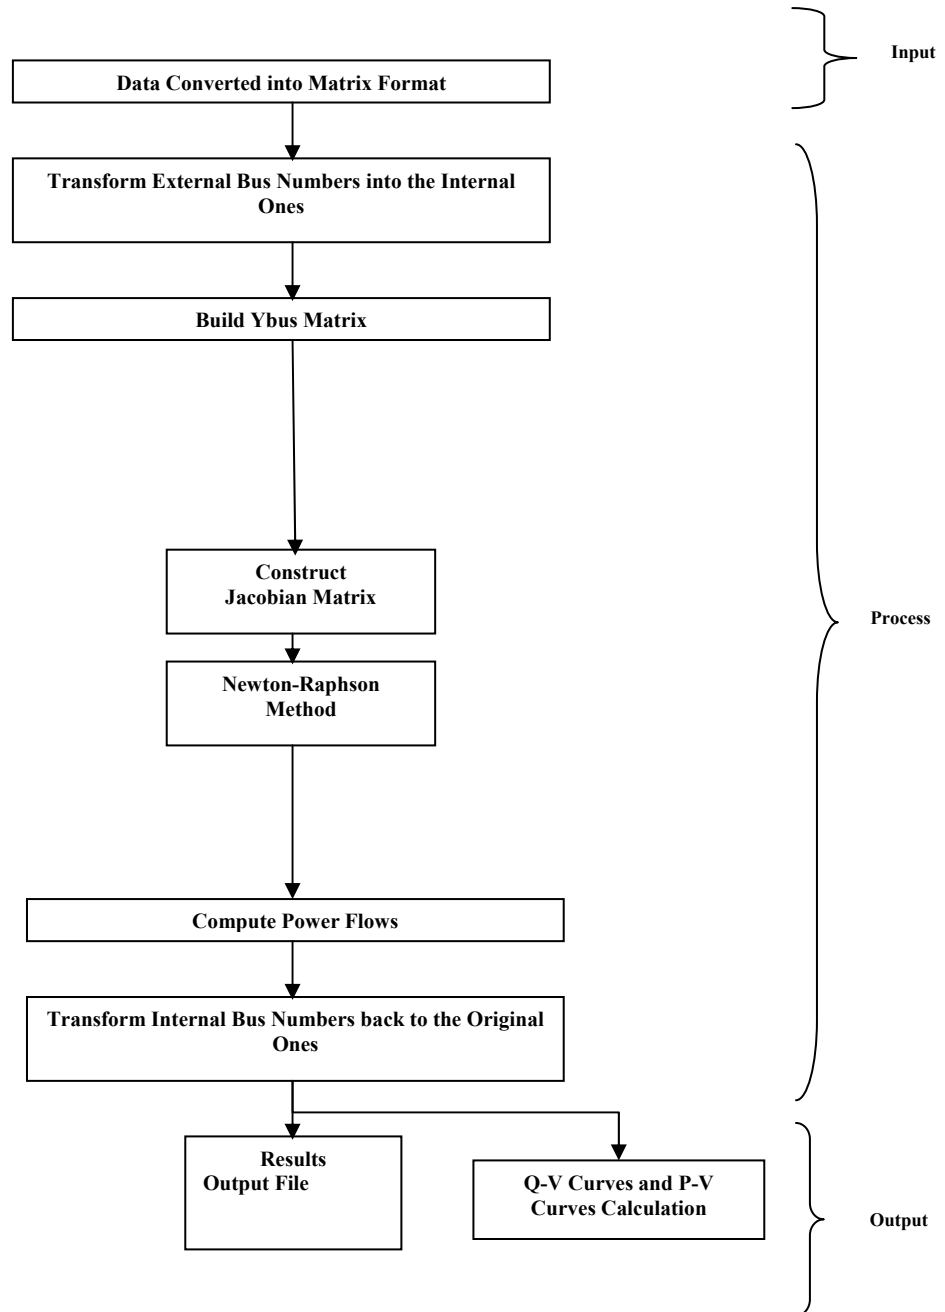 Input
Data Converted into Matrix Format
Transform External Bus Numbers into the Internal
Ones
Build Ybus Matrix
Construct
Jacobian Matrix
Process
Newton-Raphson
Method
Compute Power Flows
Transform Internal Bus Numbers back to the Original
Ones
Results
Output File
Q-V Curves and P-V
Curves Calculation
Output